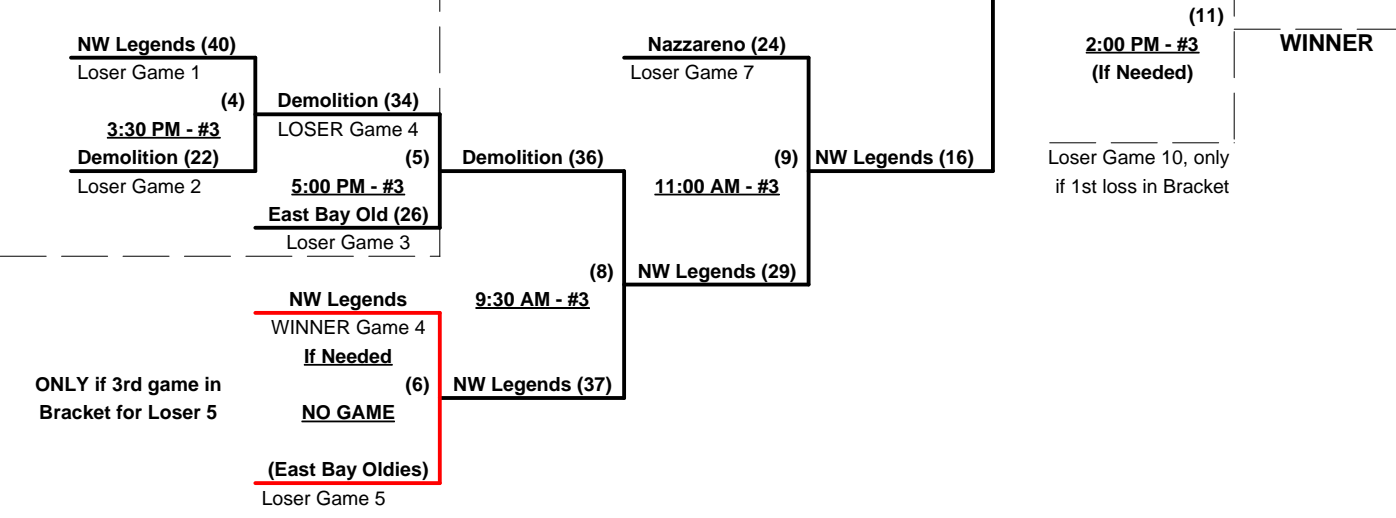 (11)
NW Legends (40)
Nazzareno (24)
2:00 PM - #3
WINNER
Loser Game 1
Loser Game 7
(If Needed)
(4)
Demolition (34)
3:30 PM - #3
LOSER Game 4
Demolition (22)
(5)
Demolition (36)
(9)
NW Legends (16)
Loser Game 10, only
Loser Game 2
5:00 PM - #3
11:00 AM - #3
if 1st loss in Bracket
East Bay Old (26)
Loser Game 3
(8)
NW Legends (29)
NW Legends
9:30 AM - #3
WINNER Game 4
If Needed
ONLY if 3rd game in
(6)
NW Legends (37)
Bracket for Loser 5
NO GAME
(East Bay Oldies)
Loser Game 5